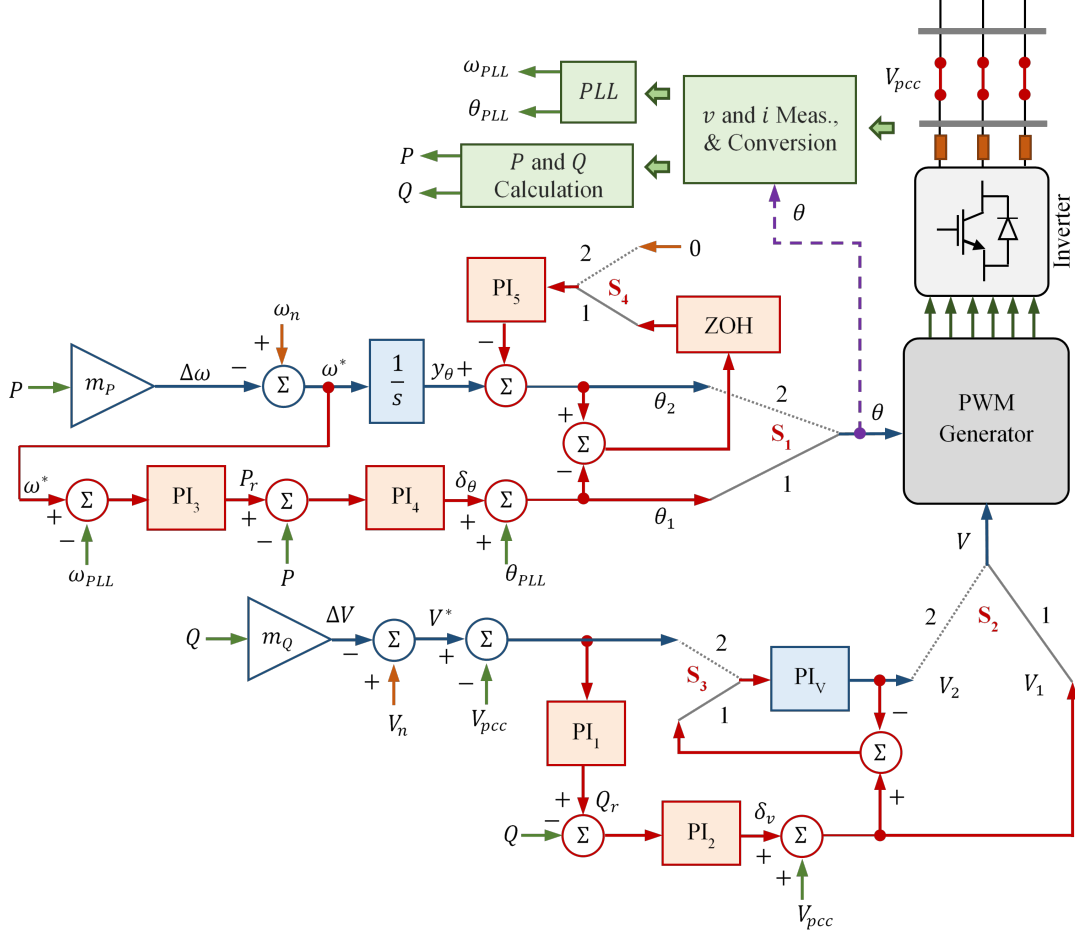 V_pcc
ω_PLL
PLL
θ_PLL
v and i Meas.,
& Conversion
P
P and Q
Calculation
Q
θ
Inverter
2
0
PI_5
S_4
1
ZOH
ω_n
+
−
P
m_P
Δω
−
Σ
ω*
1
s
y_θ
+
Σ
θ_2
2
θ
PWM
Generator
+
Σ
−
S_1
1
ω*
Σ
PI_3
P_r
Σ
PI_4
δ_θ
Σ
θ_1
+
−
+
−
+
+
ω_PLL
P
θ_PLL
V
Q
m_Q
ΔV
Σ
V*
Σ
−
+
+
−
V_n
V_pcc
2
S_3
1
PI_V
2
S_2
1
V_2
V_1
−
Σ
+
PI_1
+
Q_r
−
Q
Σ
PI_2
δ_v
Σ
+
+
V_pcc